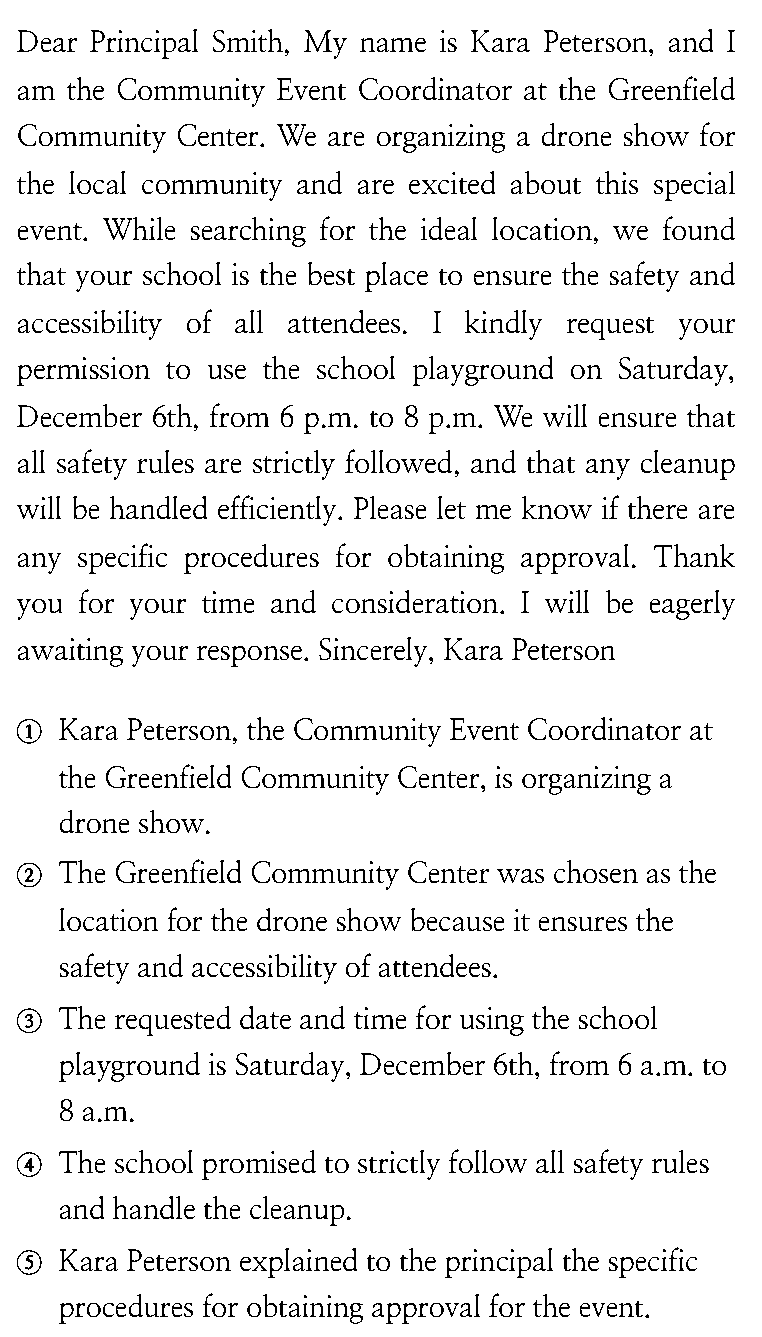 Dear Principal Smith, My name is Kara Peterson, and I
am the Community Event Coordinator at the Greenfield
Community Center. We are organizing a drone show for
the local community and are excited about this special
event. While searching for the ideal location, we found
that your school is the best place to ensure the safety and
accessibility of all attendees. I kindly request your
permission to use the school playground on Saturday,
December 6th, from 6 p.m. to 8 p.m. We will ensure that
all safety rules are strictly followed, and that any cleanup
will be handled efficiently. Please let me know if there are
any specific procedures for obtaining approval. Thank
you for your time and consideration. I will be eagerly
awaiting your response. Sincerely, Kara Peterson
① Kara Peterson, the Community Event Coordinator at
the Greenfield Community Center, is organizing a
drone show.
② The Greenfield Community Center was chosen as the
location for the drone show because it ensures the
safety and accessibility of attendees.
③ The requested date and time for using the school
playground is Saturday, December 6th, from 6 a.m. to
8 a.m.
④ The school promised to strictly follow all safety rules
and handle the cleanup.
⑤ Kara Peterson explained to the principal the specific
procedures for obtaining approval for the event.